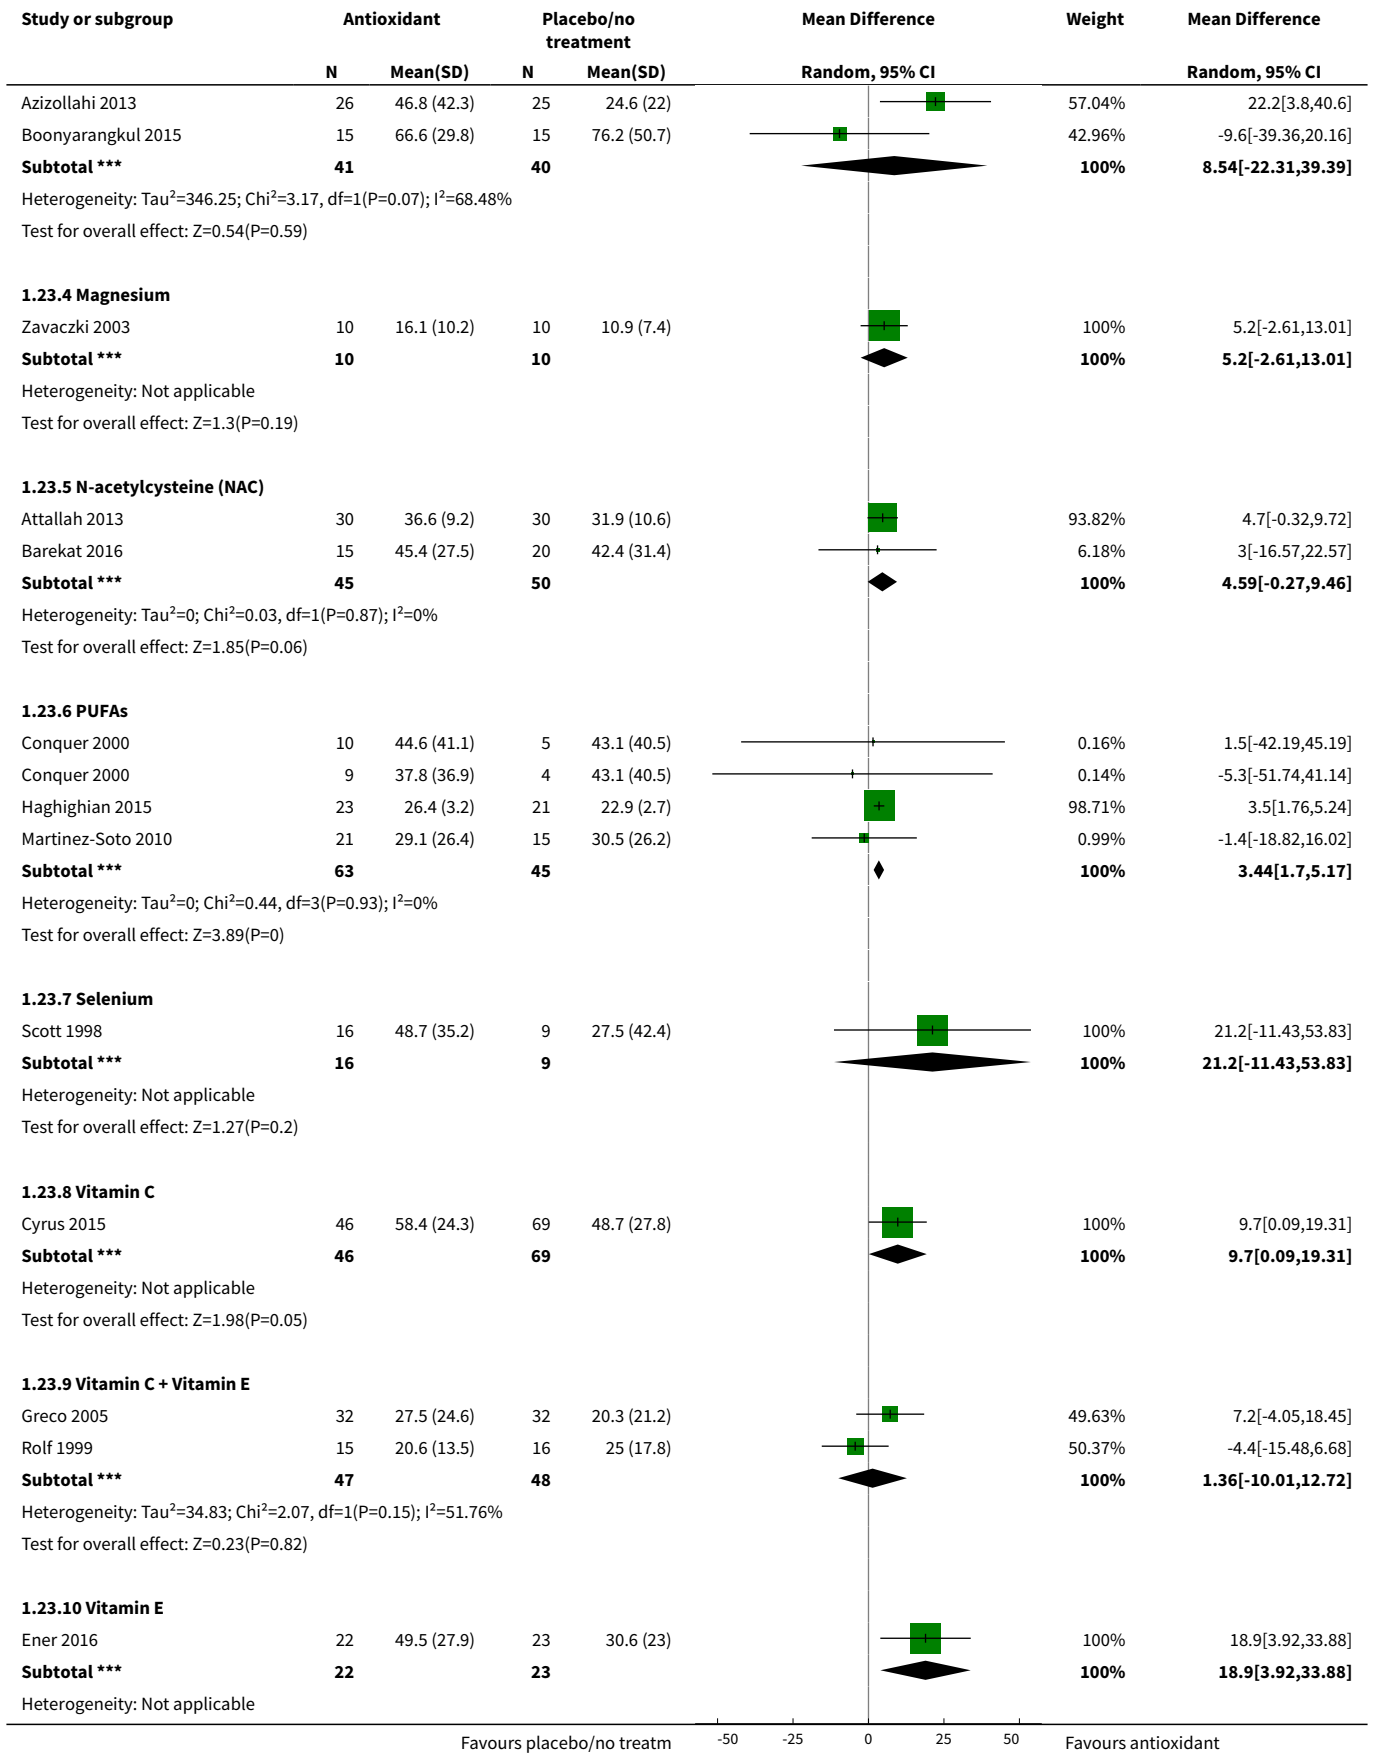 Study or subgroup Antioxidant Placebo/no treatment Mean Difference Weight Mean Difference
N Mean(SD) N Mean(SD) Random, 95% CI Random, 95% CI
Azizollahi 2013 26 46.8 (42.3) 25 24.6 (22) 57.04% 22.2[3.8,40.6]
Boonyarangkul 2015 15 66.6 (29.8) 15 76.2 (50.7) 42.96% -9.6[-39.36,20.16]
Subtotal *** 41 40 100% 8.54[-22.31,39.39]
Heterogeneity: Tau²=346.25; Chi²=3.17, df=1(P=0.07); I²=68.48%
Test for overall effect: Z=0.54(P=0.59)
1.23.4 Magnesium
Zavaczki 2003 10 16.1 (10.2) 10 10.9 (7.4) 100% 5.2[-2.61,13.01]
Subtotal *** 10 10 100% 5.2[-2.61,13.01]
Heterogeneity: Not applicable
Test for overall effect: Z=1.3(P=0.19)
1.23.5 N-acetylcysteine (NAC)
Attallah 2013 30 36.6 (9.2) 30 31.9 (10.6) 93.82% 4.7[-0.32,9.72]
Barekat 2016 15 45.4 (27.5) 20 42.4 (31.4) 6.18% 3[-16.57,22.57]
Subtotal *** 45 50 100% 4.59[-0.27,9.46]
Heterogeneity: Tau²=0; Chi²=0.03, df=1(P=0.87); I²=0%
Test for overall effect: Z=1.85(P=0.06)
1.23.6 PUFAs
Conquer 2000 10 44.6 (41.1) 5 43.1 (40.5) 0.16% 1.5[-42.19,45.19]
Conquer 2000 9 37.8 (36.9) 4 43.1 (40.5) 0.14% -5.3[-51.74,41.14]
Haghighian 2015 23 26.4 (3.2) 21 22.9 (2.7) 98.71% 3.5[1.76,5.24]
Martinez-Soto 2010 21 29.1 (26.4) 15 30.5 (26.2) 0.99% -1.4[-18.82,16.02]
Subtotal *** 63 45 100% 3.44[1.7,5.17]
Heterogeneity: Tau²=0; Chi²=0.44, df=3(P=0.93); I²=0%
Test for overall effect: Z=3.89(P=0)
1.23.7 Selenium
Scott 1998 16 48.7 (35.2) 9 27.5 (42.4) 100% 21.2[-11.43,53.83]
Subtotal *** 16 9 100% 21.2[-11.43,53.83]
Heterogeneity: Not applicable
Test for overall effect: Z=1.27(P=0.2)
1.23.8 Vitamin C
Cyrus 2015 46 58.4 (24.3) 69 48.7 (27.8) 100% 9.7[0.09,19.31]
Subtotal *** 46 69 100% 9.7[0.09,19.31]
Heterogeneity: Not applicable
Test for overall effect: Z=1.98(P=0.05)
1.23.9 Vitamin C + Vitamin E
Greco 2005 32 27.5 (24.6) 32 20.3 (21.2) 49.63% 7.2[-4.05,18.45]
Rolf 1999 15 20.6 (13.5) 16 25 (17.8) 50.37% -4.4[-15.48,6.68]
Subtotal *** 47 48 100% 1.36[-10.01,12.72]
Heterogeneity: Tau²=34.83; Chi²=2.07, df=1(P=0.15); I²=51.76%
Test for overall effect: Z=0.23(P=0.82)
1.23.10 Vitamin E
Ener 2016 22 49.5 (27.9) 23 30.6 (23) 100% 18.9[3.92,33.88]
Subtotal *** 22 23 100% 18.9[3.92,33.88]
Heterogeneity: Not applicable
Favours placebo/no treatm -50 -25 0 25 50 Favours antioxidant